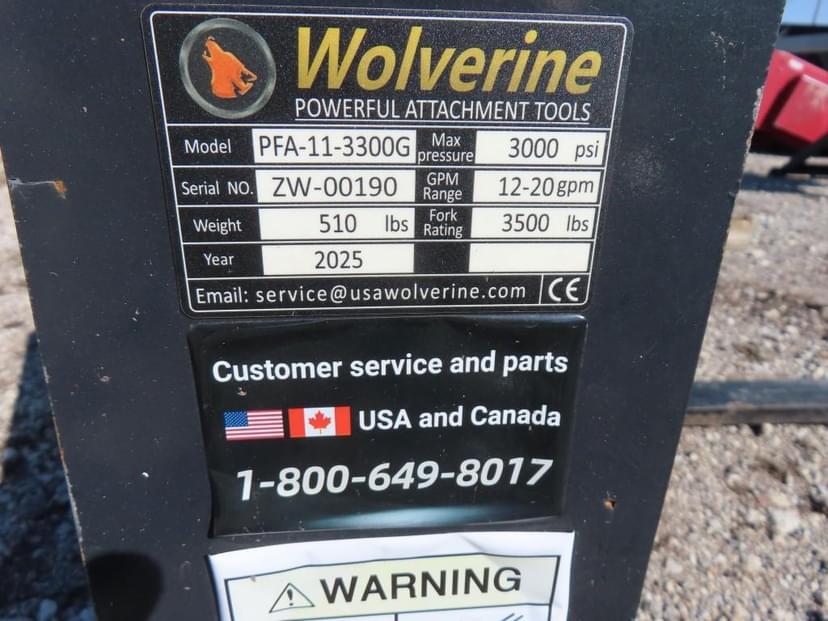 Wolverine
POWERFUL ATTACHMENT TOOLS
Model PFA-11-3300G Max pressure 3000 psi
Serial NO. ZW-00190 GPM Range 12-20 gpm
Weight 510 lbs Fork Rating 3500 lbs
Year 2025
Email: service@usawolverine.com CE
Customer service and parts
USA and Canada
1-800-649-8017
WARNING